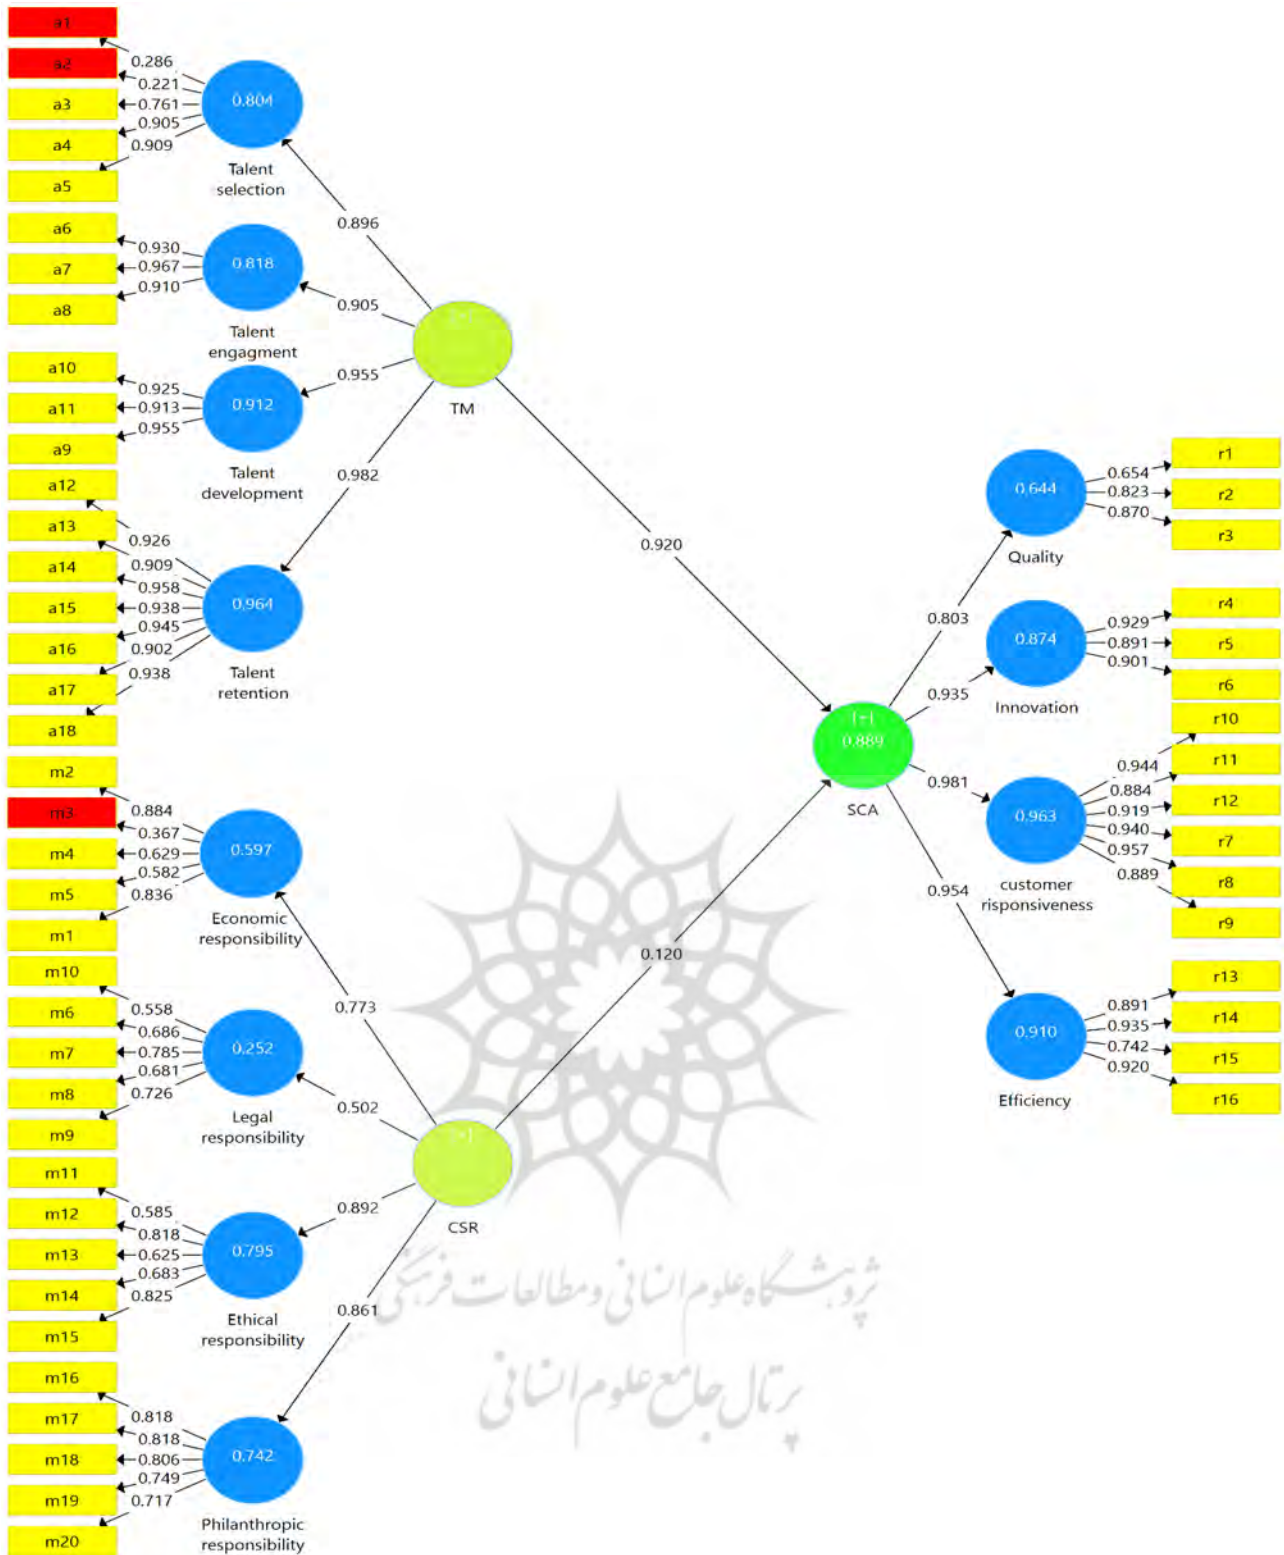 a1
a2
a3
a4
a5
0.286
0.221
0.761
0.905
0.909
0.804
Talent
selection
a6
a7
a8
0.930
0.967
0.910
0.818
Talent
engagment
a10
a11
a9
0.925
0.913
0.955
0.912
Talent
development
a12
a13
a14
a15
a16
a17
a18
0.926
0.909
0.958
0.938
0.945
0.902
0.938
0.964
Talent
retention
0.896
0.905
0.955
0.982
[+]
TM
m2
m3
m4
m5
m1
0.884
0.367
0.629
0.582
0.836
0.597
Economic
responsibility
m10
m6
m7
m8
m9
0.558
0.686
0.785
0.681
0.726
0.252
Legal
responsibility
m11
m12
m13
m14
m15
0.585
0.818
0.625
0.683
0.825
0.795
Ethical
responsibility
m16
m17
m18
m19
m20
0.818
0.818
0.806
0.749
0.717
0.742
Philanthropic
responsibility
0.773
0.502
0.892
0.861
[+]
CSR
0.920
0.120
[+]
0.889
SCA
0.803
0.935
0.981
0.954
0.644
Quality
0.654
0.823
0.870
r1
r2
r3
0.874
Innovation
0.929
0.891
0.901
r4
r5
r6
0.963
customer
risponsiveness
0.944
0.884
0.919
0.940
0.957
0.889
r10
r11
r12
r7
r8
r9
0.910
Efficiency
0.891
0.935
0.742
0.920
r13
r14
r15
r16
پژوهشگاه علوم انسانی و مطالعات فرهنگی
پرتال جامع علوم انسانی